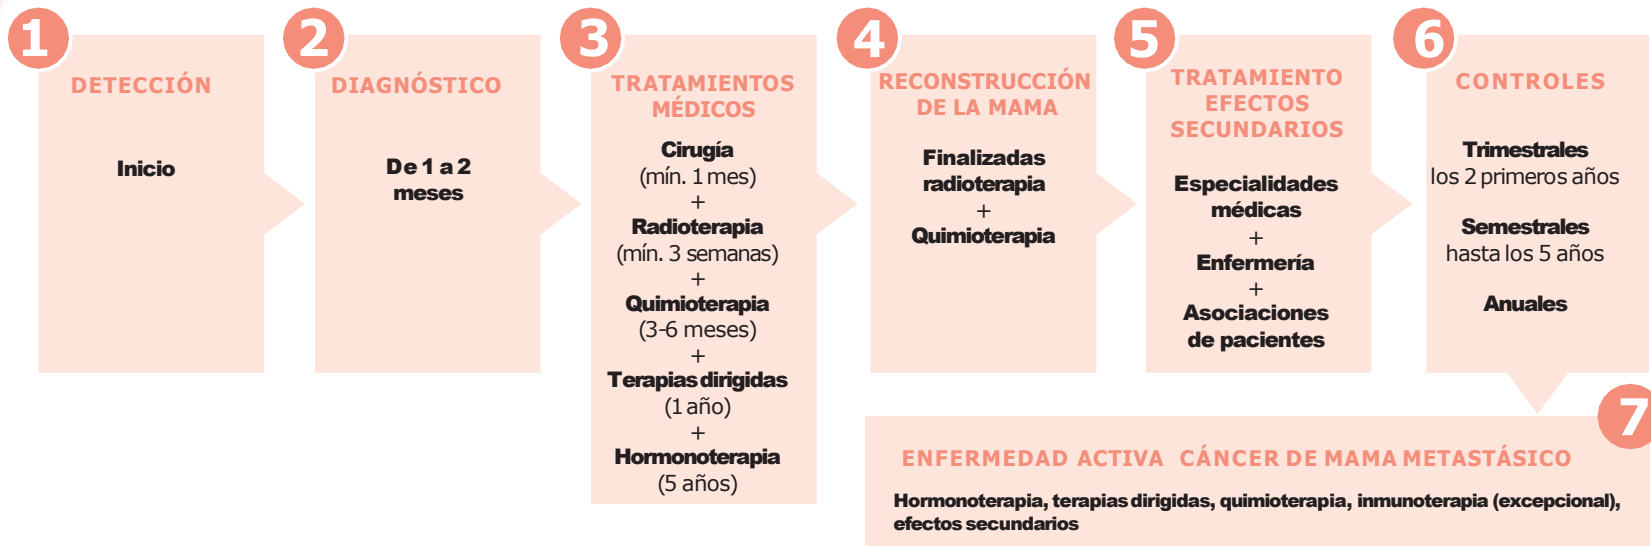 1
DETECCIÓN
Inicio
2
DIAGNÓSTICO
De 1 a 2
meses
3
TRATAMIENTOS
MÉDICOS
Cirugía
(mín. 1 mes)
+
Radioterapia
(mín. 3 semanas)
+
Quimioterapia
(3-6 meses)
+
Terapias dirigidas
(1 año)
+
Hormonoterapia
(5 años)
4
RECONSTRUCCIÓN
DE LA MAMA
Finalizadas
radioterapia
+
Quimioterapia
5
TRATAMIENTO
EFECTOS
SECUNDARIOS
Especialidades
médicas
+
Enfermería
+
Asociaciones
de pacientes
6
CONTROLES
Trimestrales
los 2 primeros años
Semestrales
hasta los 5 años
Anuales
7
ENFERMEDAD ACTIVA CÁNCER DE MAMA METASTÁSICO
Hormonoterapia, terapias dirigidas, quimioterapia, inmunoterapia (excepcional),
efectos secundarios